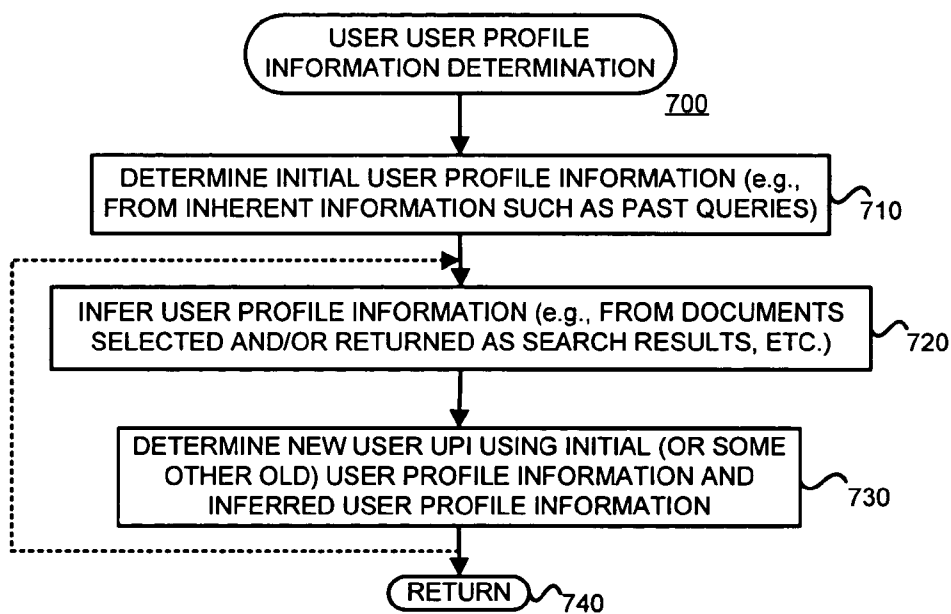 USER USER PROFILE
INFORMATION DETERMINATION
700
DETERMINE INITIAL USER PROFILE INFORMATION (e.g.,
FROM INHERENT INFORMATION SUCH AS PAST QUERIES)
710
INFER USER PROFILE INFORMATION (e.g., FROM DOCUMENTS
SELECTED AND/OR RETURNED AS SEARCH RESULTS, ETC.)
720
DETERMINE NEW USER UPI USING INITIAL (OR SOME
OTHER OLD) USER PROFILE INFORMATION AND
INFERRED USER PROFILE INFORMATION
730
RETURN
740